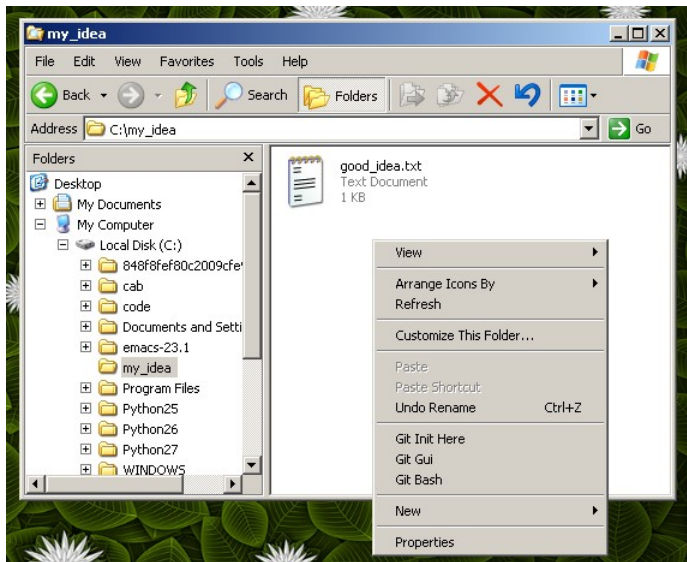 my_idea
File Edit View Favorites Tools Help
Back Search Folders
Address C:\my_idea Go
Folders
Desktop
My Documents
My Computer
Local Disk (C:)
848f8fef80c2009cfe
cab
code
Documents and Setti
emacs-23.1
my_idea
Program Files
Python25
Python26
Python27
WINDOWS
good_idea.txt
Text Document
1 KB
View
Arrange Icons By
Refresh
Customize This Folder...
Paste
Paste Shortcut
Undo Rename Ctrl+Z
Git Init Here
Git Gui
Git Bash
New
Properties